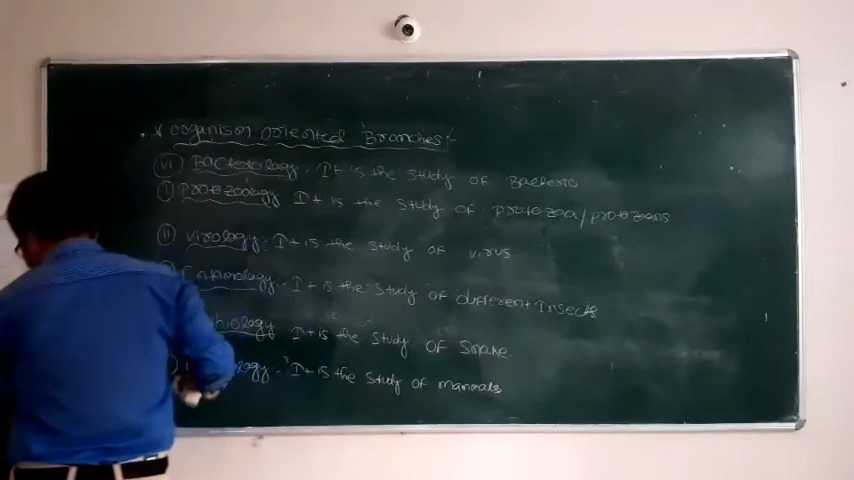 * organism oriented Branches:-
(vi) Bacteriology. It is the study of Bacteria
(i) Protozoology It is the study of protozoa/protozoans
(ii) Virology: It is the study of virus
Entomology: It is the study of different Insects
hiology It is the study of Snake.
logy: It is the study of mammals